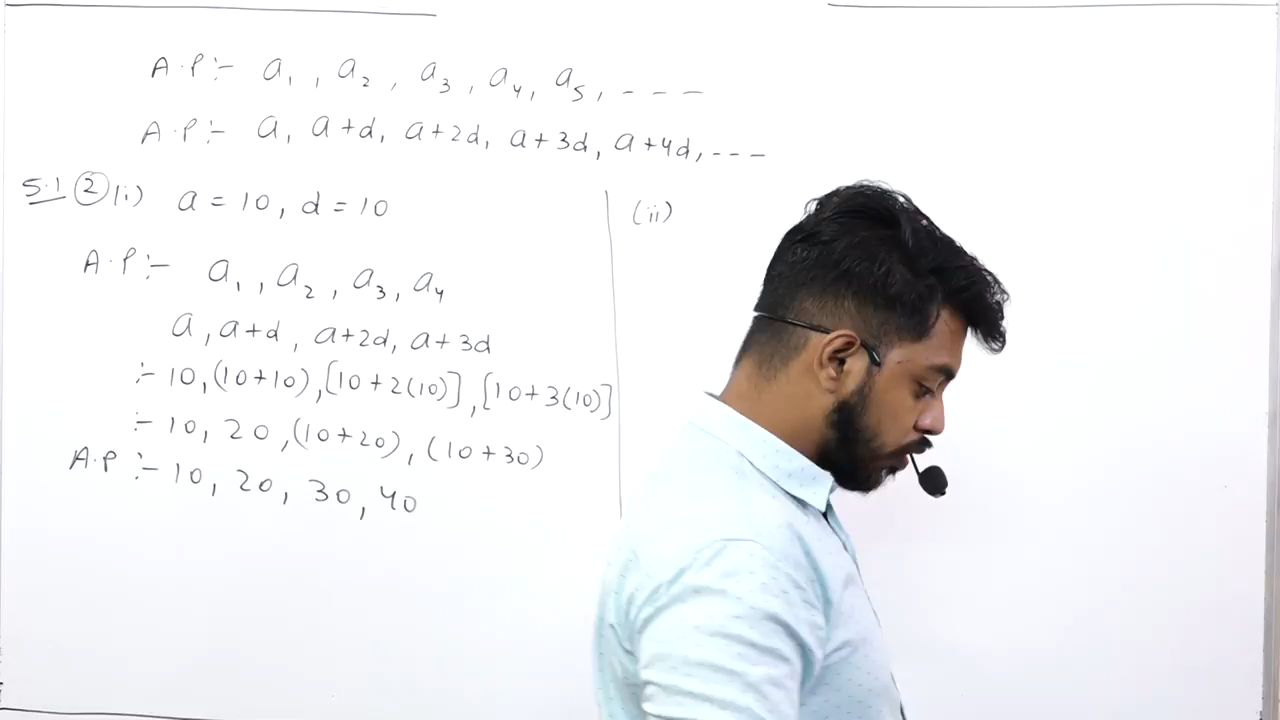 A.P:- a₁, a₂, a₃, a₄, a₅, - - -
A.P:- a, a+d, a+2d, a+3d, a+4d, - - -
5.1 ② (i) a = 10, d = 10
A.P:- a₁, a₂, a₃, a₄
a, a+d, a+2d, a+3d
:- 10, (10+10), [10+2(10)], [10+3(10)]
:- 10, 20, (10+20), (10+30)
A.P :- 10, 20, 30, 40
(ii)